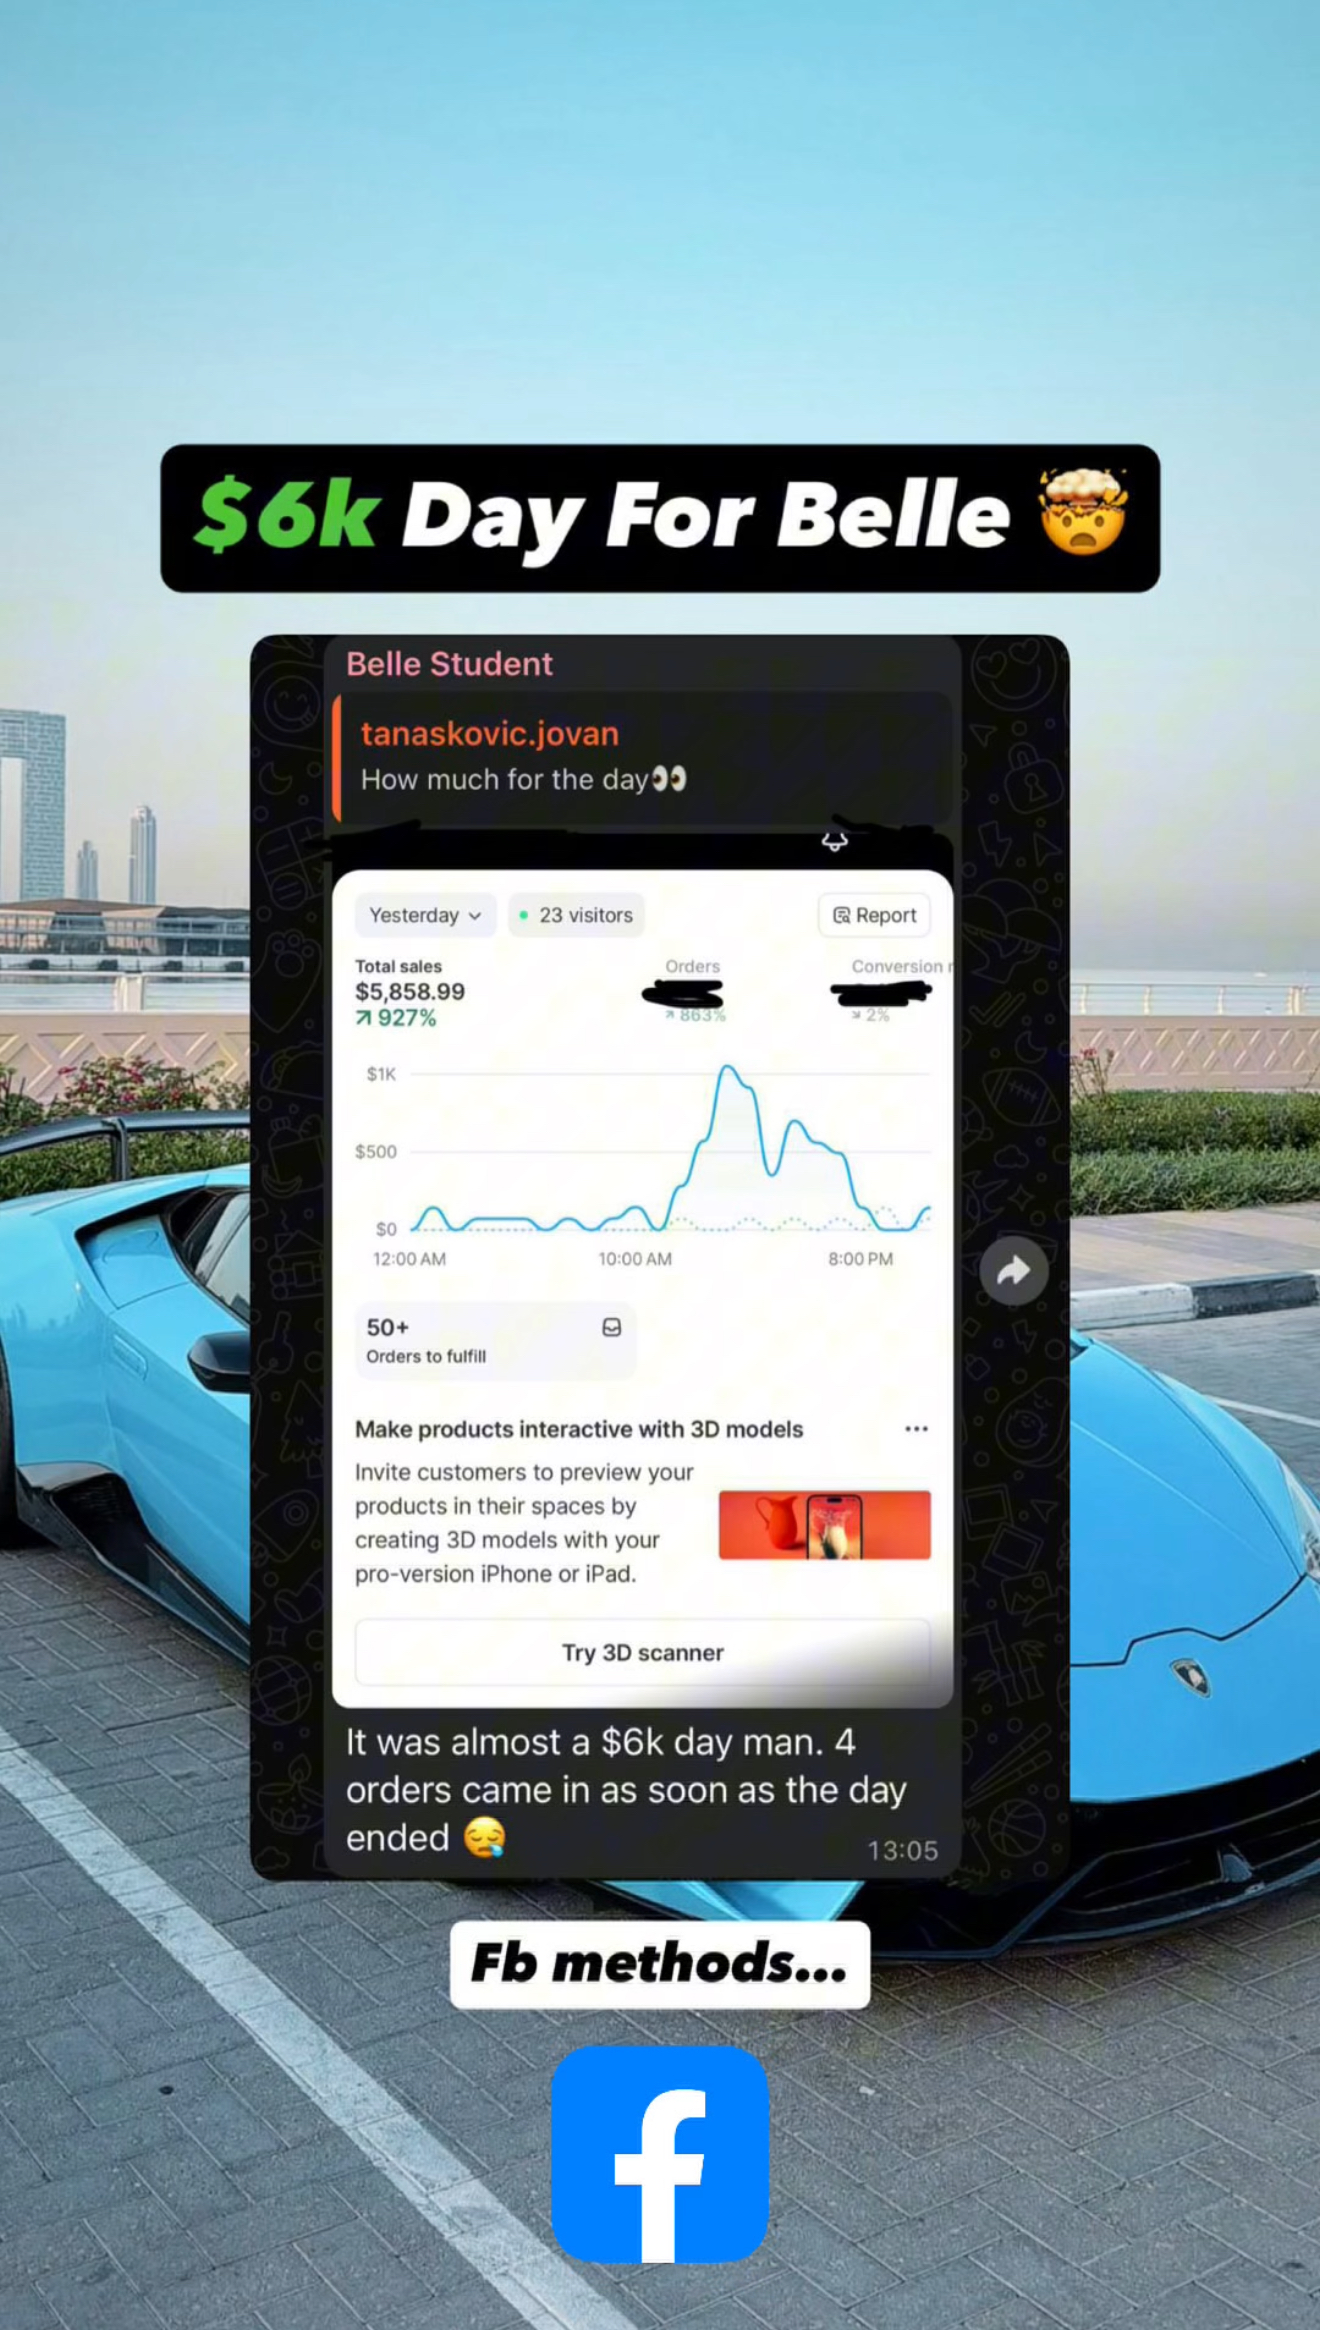 $6k Day For Belle 🤯
Belle Student
tanaskovic.jovan
How much for the day👀
Yesterday
23 visitors
Report
Total sales
Orders
Conversion r
$5,858.99
↗ 927%
↗ 863%
↘ 2%
$1K
$500
$0
12:00 AM
10:00 AM
8:00 PM
50+
Orders to fulfill
Make products interactive with 3D models
Invite customers to preview your
products in their spaces by
creating 3D models with your
pro-version iPhone or iPad.
Try 3D scanner
It was almost a $6k day man. 4
orders came in as soon as the day
ended 😪
13:05
Fb methods...
f